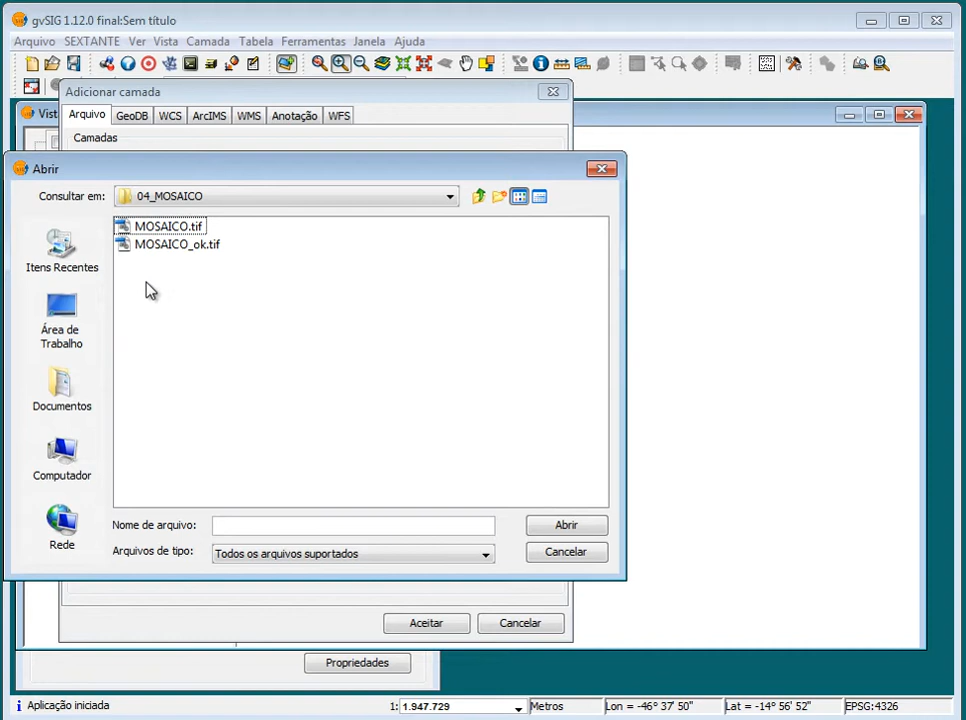 gvSIG 1.12.0 final:Sem título
Arquivo SEXTANTE Ver Vista Camada Tabela Ferramentas Janela Ajuda
Adicionar camada
Vist
Arquivo GeoDB WCS ArcIMS WMS Anotação WFS
Camadas
Abrir
Consultar em: 04_MOSAICO
MOSAICO.tif
MOSAICO_ok.tif
Itens Recentes
Área de
Trabalho
Documentos
Computador
Rede
Nome de arquivo: Abrir
Arquivos de tipo: Todos os arquivos suportados Cancelar
Aceitar Cancelar
Propriedades
Aplicação iniciada 1: 1.947.729 Metros Lon = -46° 37' 50" Lat = -14° 56' 52" EPSG:4326